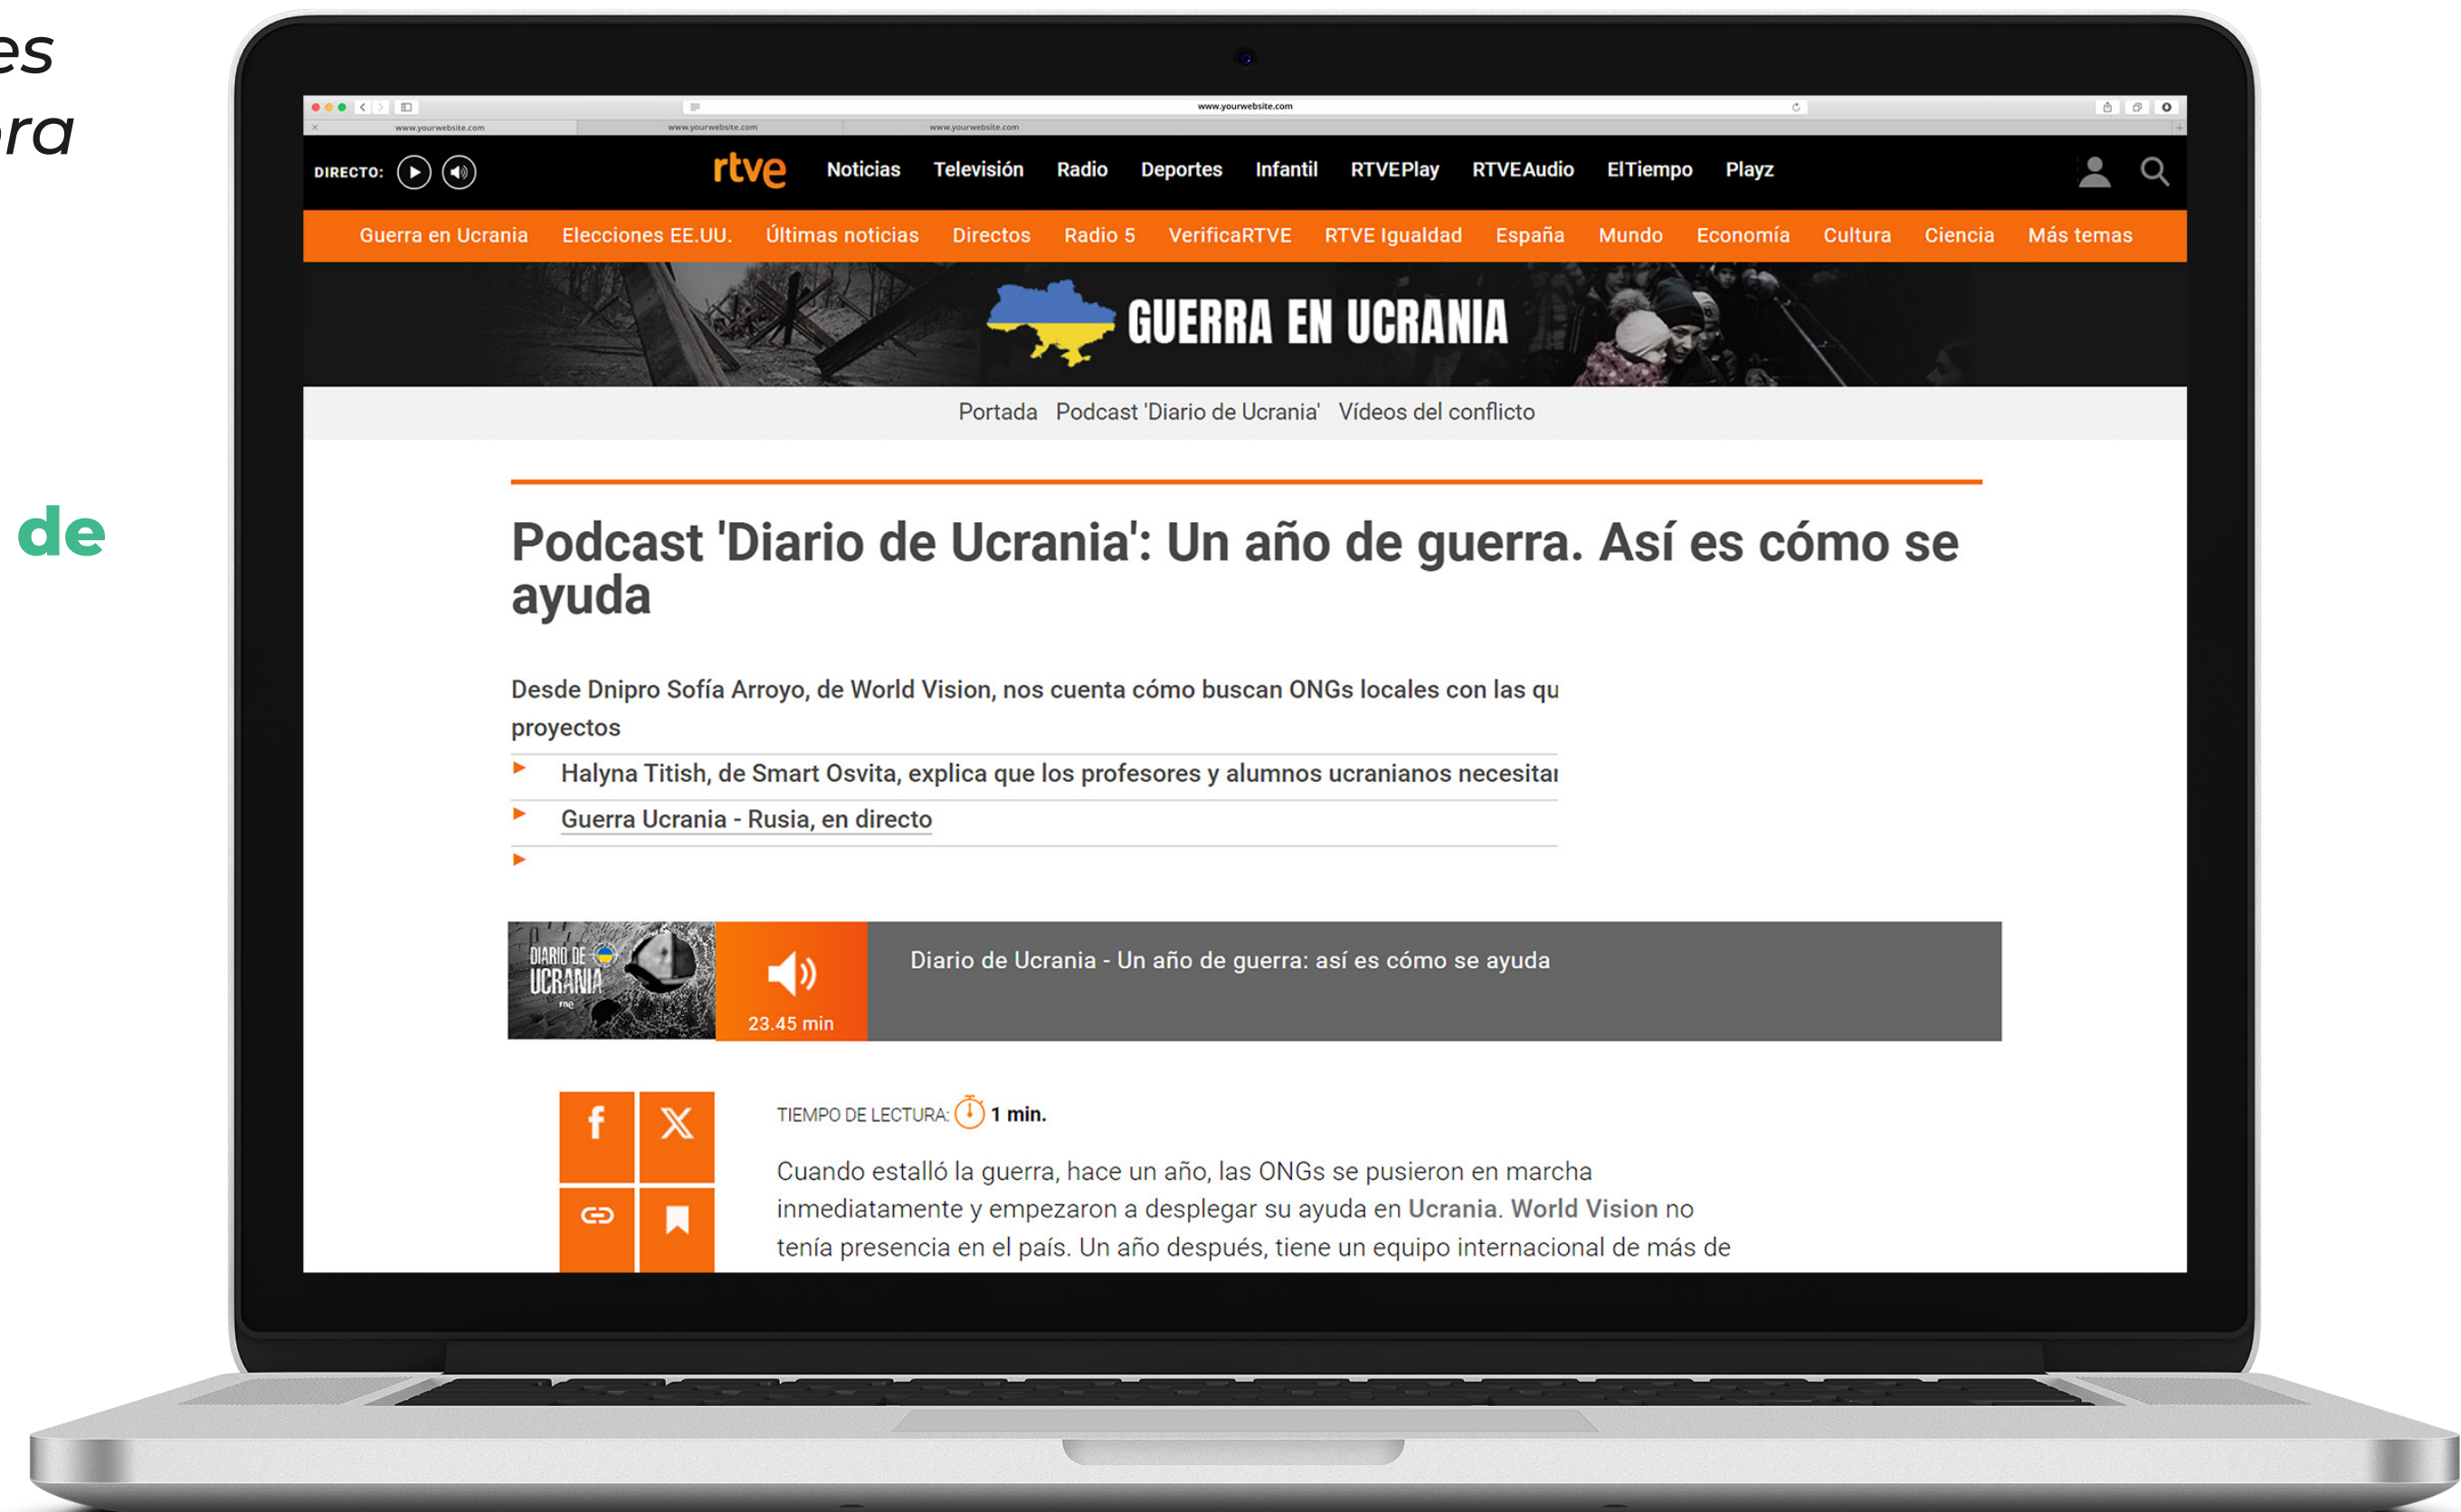 es
ora
de
www.yourwebsite.com
www.yourwebsite.com www.yourwebsite.com www.yourwebsite.com
DIRECTO: rtve Noticias Televisión Radio Deportes Infantil RTVEPlay RTVEAudio ElTiempo Playz
Guerra en Ucrania Elecciones EE.UU. Últimas noticias Directos Radio 5 VerificaRTVE RTVE Igualdad España Mundo Economía Cultura Ciencia Más temas
GUERRA EN UCRANIA
Portada Podcast 'Diario de Ucrania' Vídeos del conflicto
Podcast 'Diario de Ucrania': Un año de guerra. Así es cómo se
ayuda
Desde Dnipro Sofía Arroyo, de World Vision, nos cuenta cómo buscan ONGs locales con las qu
proyectos
Halyna Titish, de Smart Osvita, explica que los profesores y alumnos ucranianos necesitan
Guerra Ucrania - Rusia, en directo
DIARIO DE
UCRANIA
rne
23.45 min
Diario de Ucrania - Un año de guerra: así es cómo se ayuda
TIEMPO DE LECTURA: 1 min.
Cuando estalló la guerra, hace un año, las ONGs se pusieron en marcha
inmediatamente y empezaron a desplegar su ayuda en Ucrania. World Vision no
tenía presencia en el país. Un año después, tiene un equipo internacional de más de